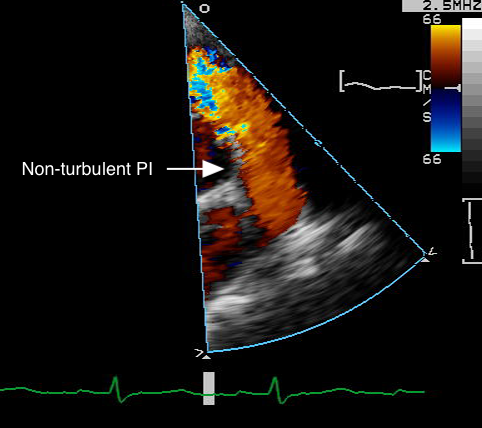 2.5MHZ
66
C
M
/
S
66
Non-turbulent PI